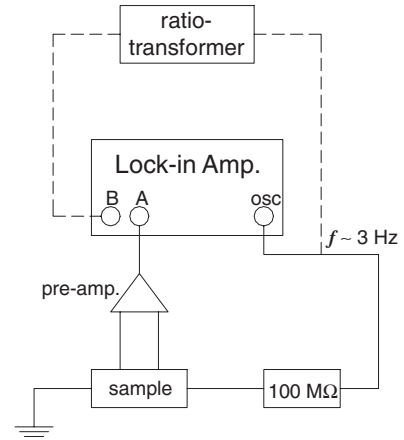 ratio-
transformer
Lock-in Amp.
B A osc
f ~ 3 Hz
pre-amp.
sample
100 MΩ